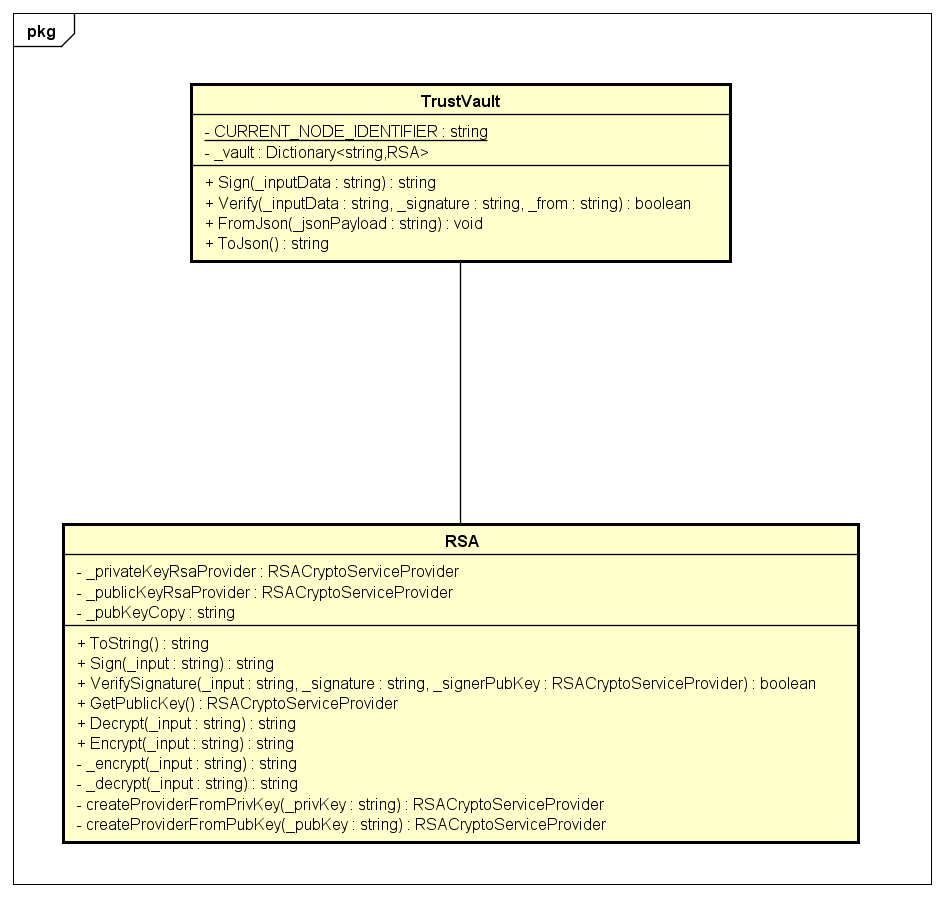 pkg
TrustVault
- CURRENT_NODE_IDENTIFIER : string
- _vault : Dictionary<string,RSA>
+ Sign(_inputData : string) : string
+ Verify(_inputData : string, _signature : string, _from : string) : boolean
+ FromJson(_jsonPayload : string) : void
+ ToJson() : string
RSA
- _privateKeyRsaProvider : RSACryptoServiceProvider
- _publicKeyRsaProvider : RSACryptoServiceProvider
- _pubKeyCopy : string
+ ToString() : string
+ Sign(_input : string) : string
+ VerifySignature(_input : string, _signature : string, _signerPubKey : RSACryptoServiceProvider) : boolean
+ GetPublicKey() : RSACryptoServiceProvider
+ Decrypt(_input : string) : string
+ Encrypt(_input : string) : string
- _encrypt(_input : string) : string
- _decrypt(_input : string) : string
- createProviderFromPrivKey(_privKey : string) : RSACryptoServiceProvider
- createProviderFromPubKey(_pubKey : string) : RSACryptoServiceProvider